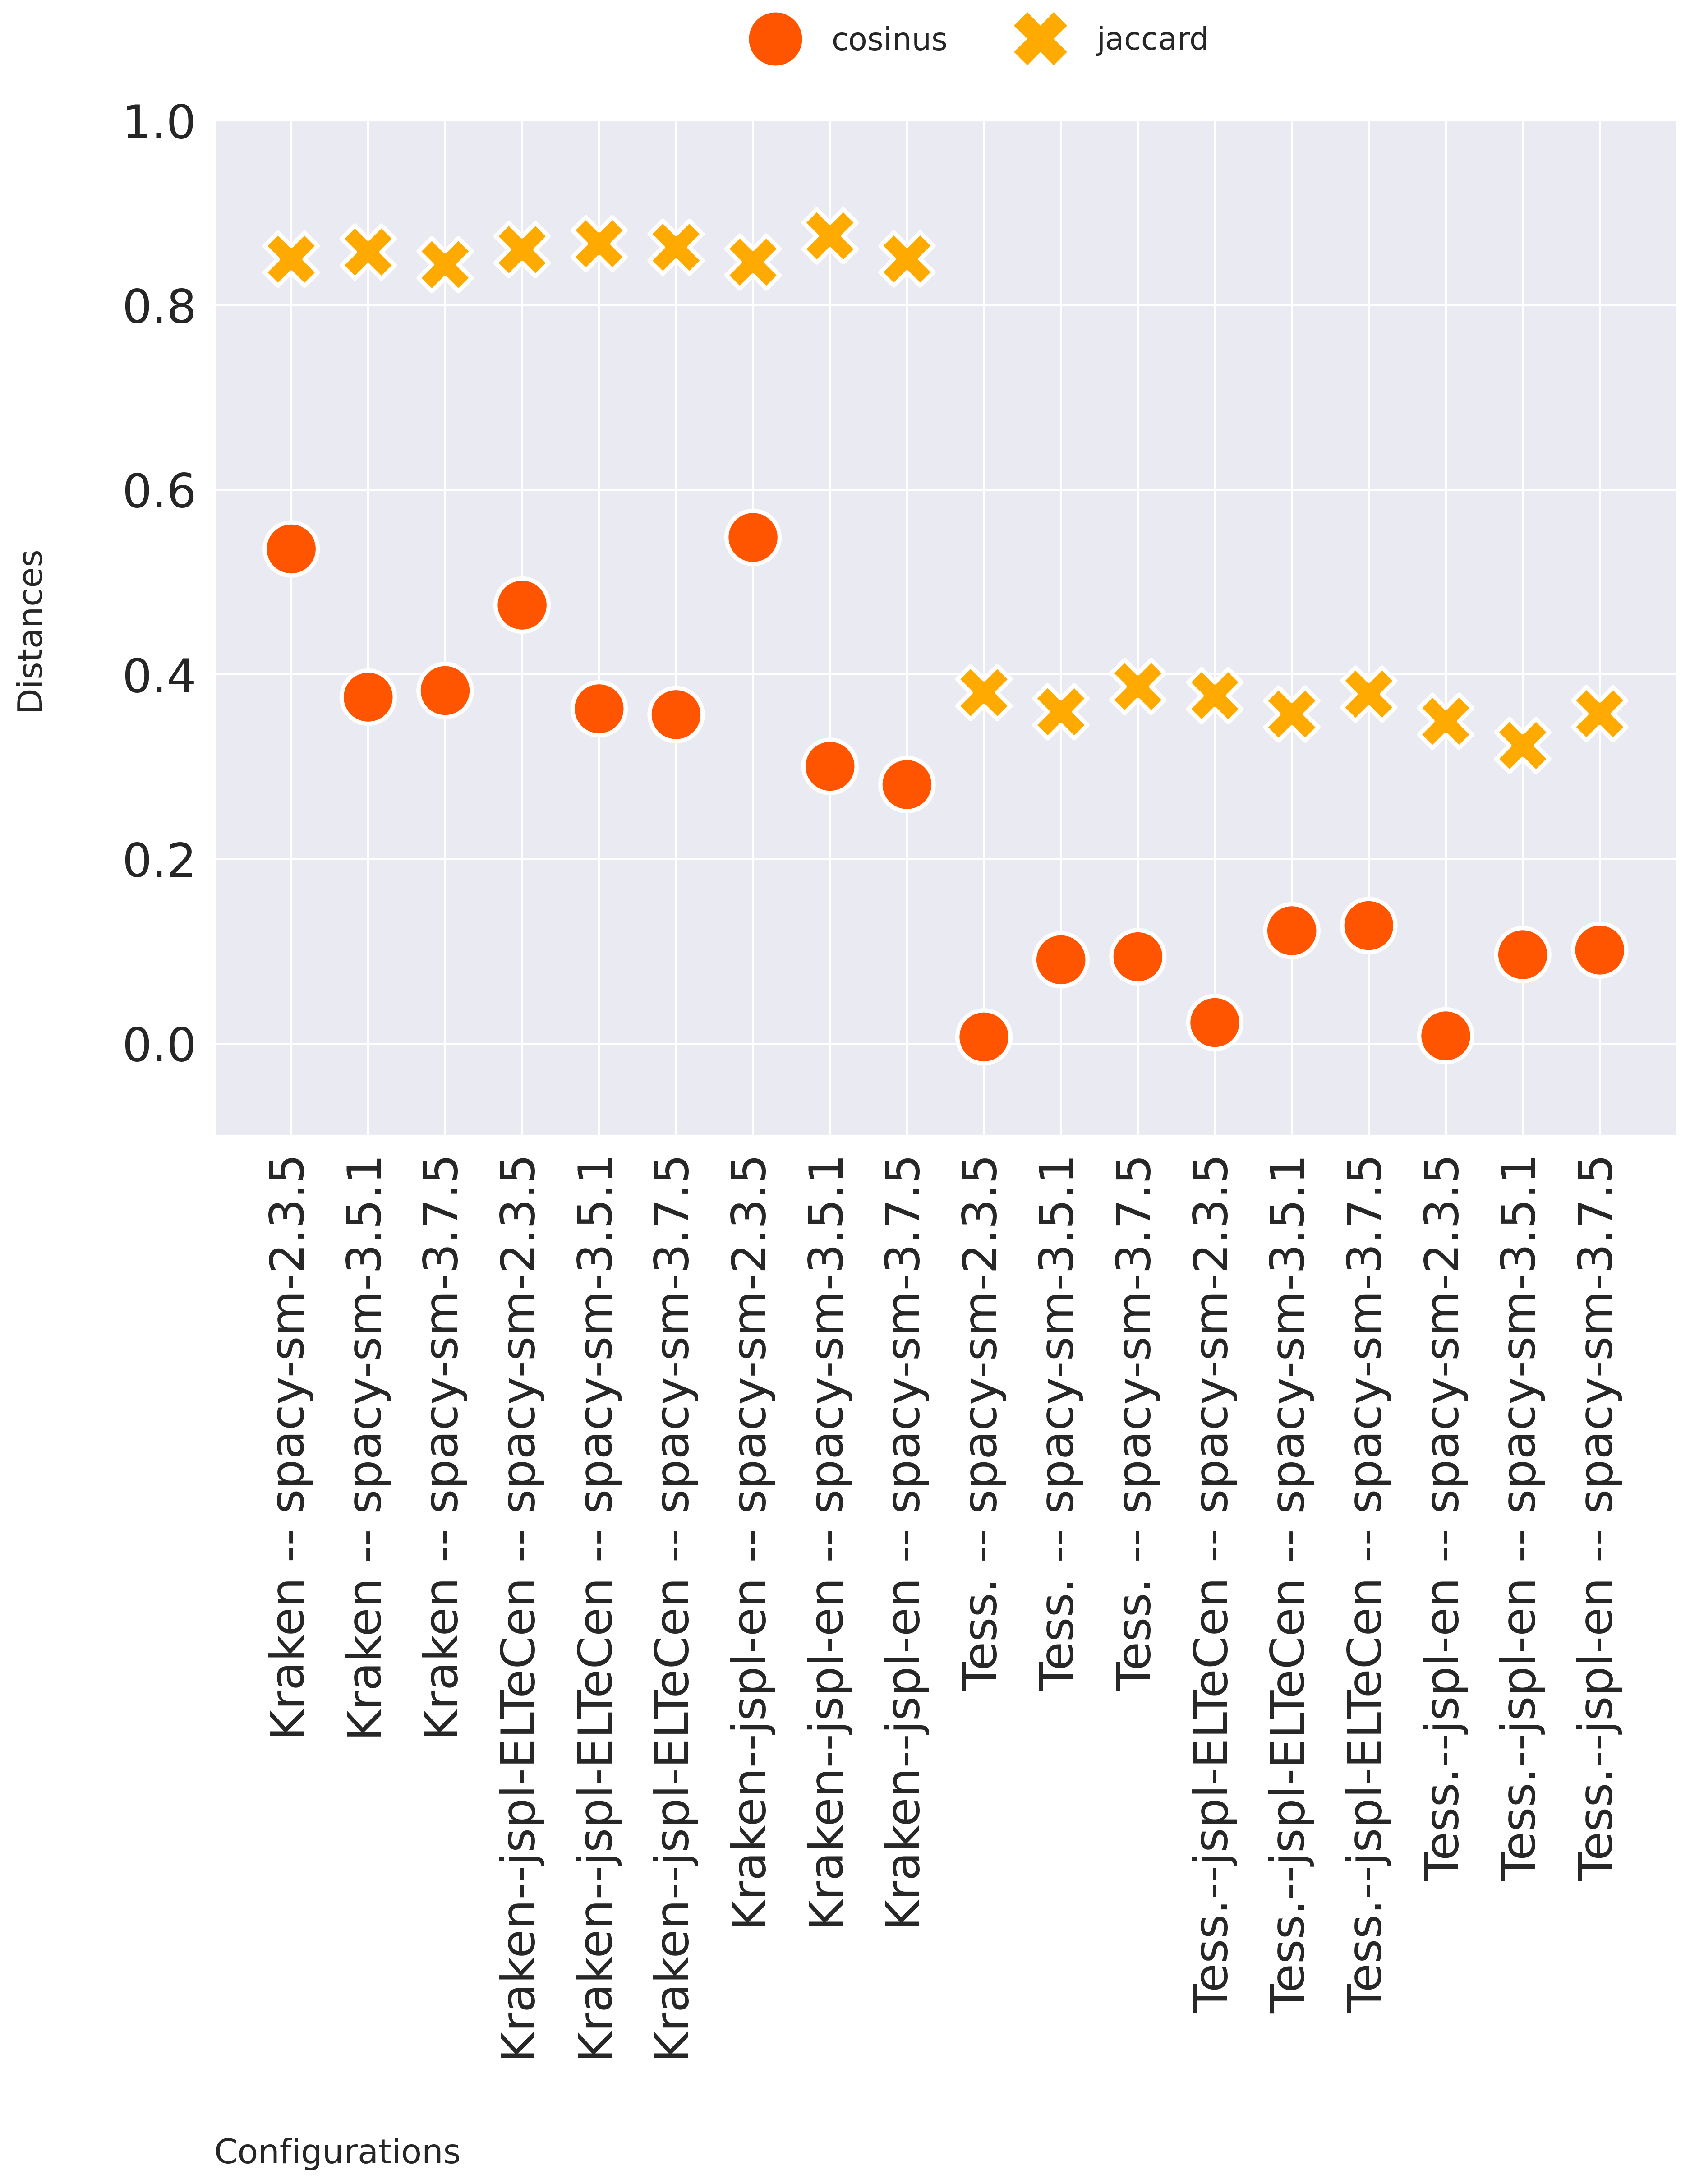 cosinus jaccard
Distances
1.0
0.8
0.6
0.4
0.2
0.0
Kraken -- spacy-sm-2.3.5
Kraken -- spacy-sm-3.5.1
Kraken -- spacy-sm-3.7.5
Kraken--jspl-ELTeCen -- spacy-sm-2.3.5
Kraken--jspl-ELTeCen -- spacy-sm-3.5.1
Kraken--jspl-ELTeCen -- spacy-sm-3.7.5
Kraken--jspl-en -- spacy-sm-2.3.5
Kraken--jspl-en -- spacy-sm-3.5.1
Kraken--jspl-en -- spacy-sm-3.7.5
Tess. -- spacy-sm-2.3.5
Tess. -- spacy-sm-3.5.1
Tess. -- spacy-sm-3.7.5
Tess.--jspl-ELTeCen -- spacy-sm-2.3.5
Tess.--jspl-ELTeCen -- spacy-sm-3.5.1
Tess.--jspl-ELTeCen -- spacy-sm-3.7.5
Tess.--jspl-en -- spacy-sm-2.3.5
Tess.--jspl-en -- spacy-sm-3.5.1
Tess.--jspl-en -- spacy-sm-3.7.5
Configurations